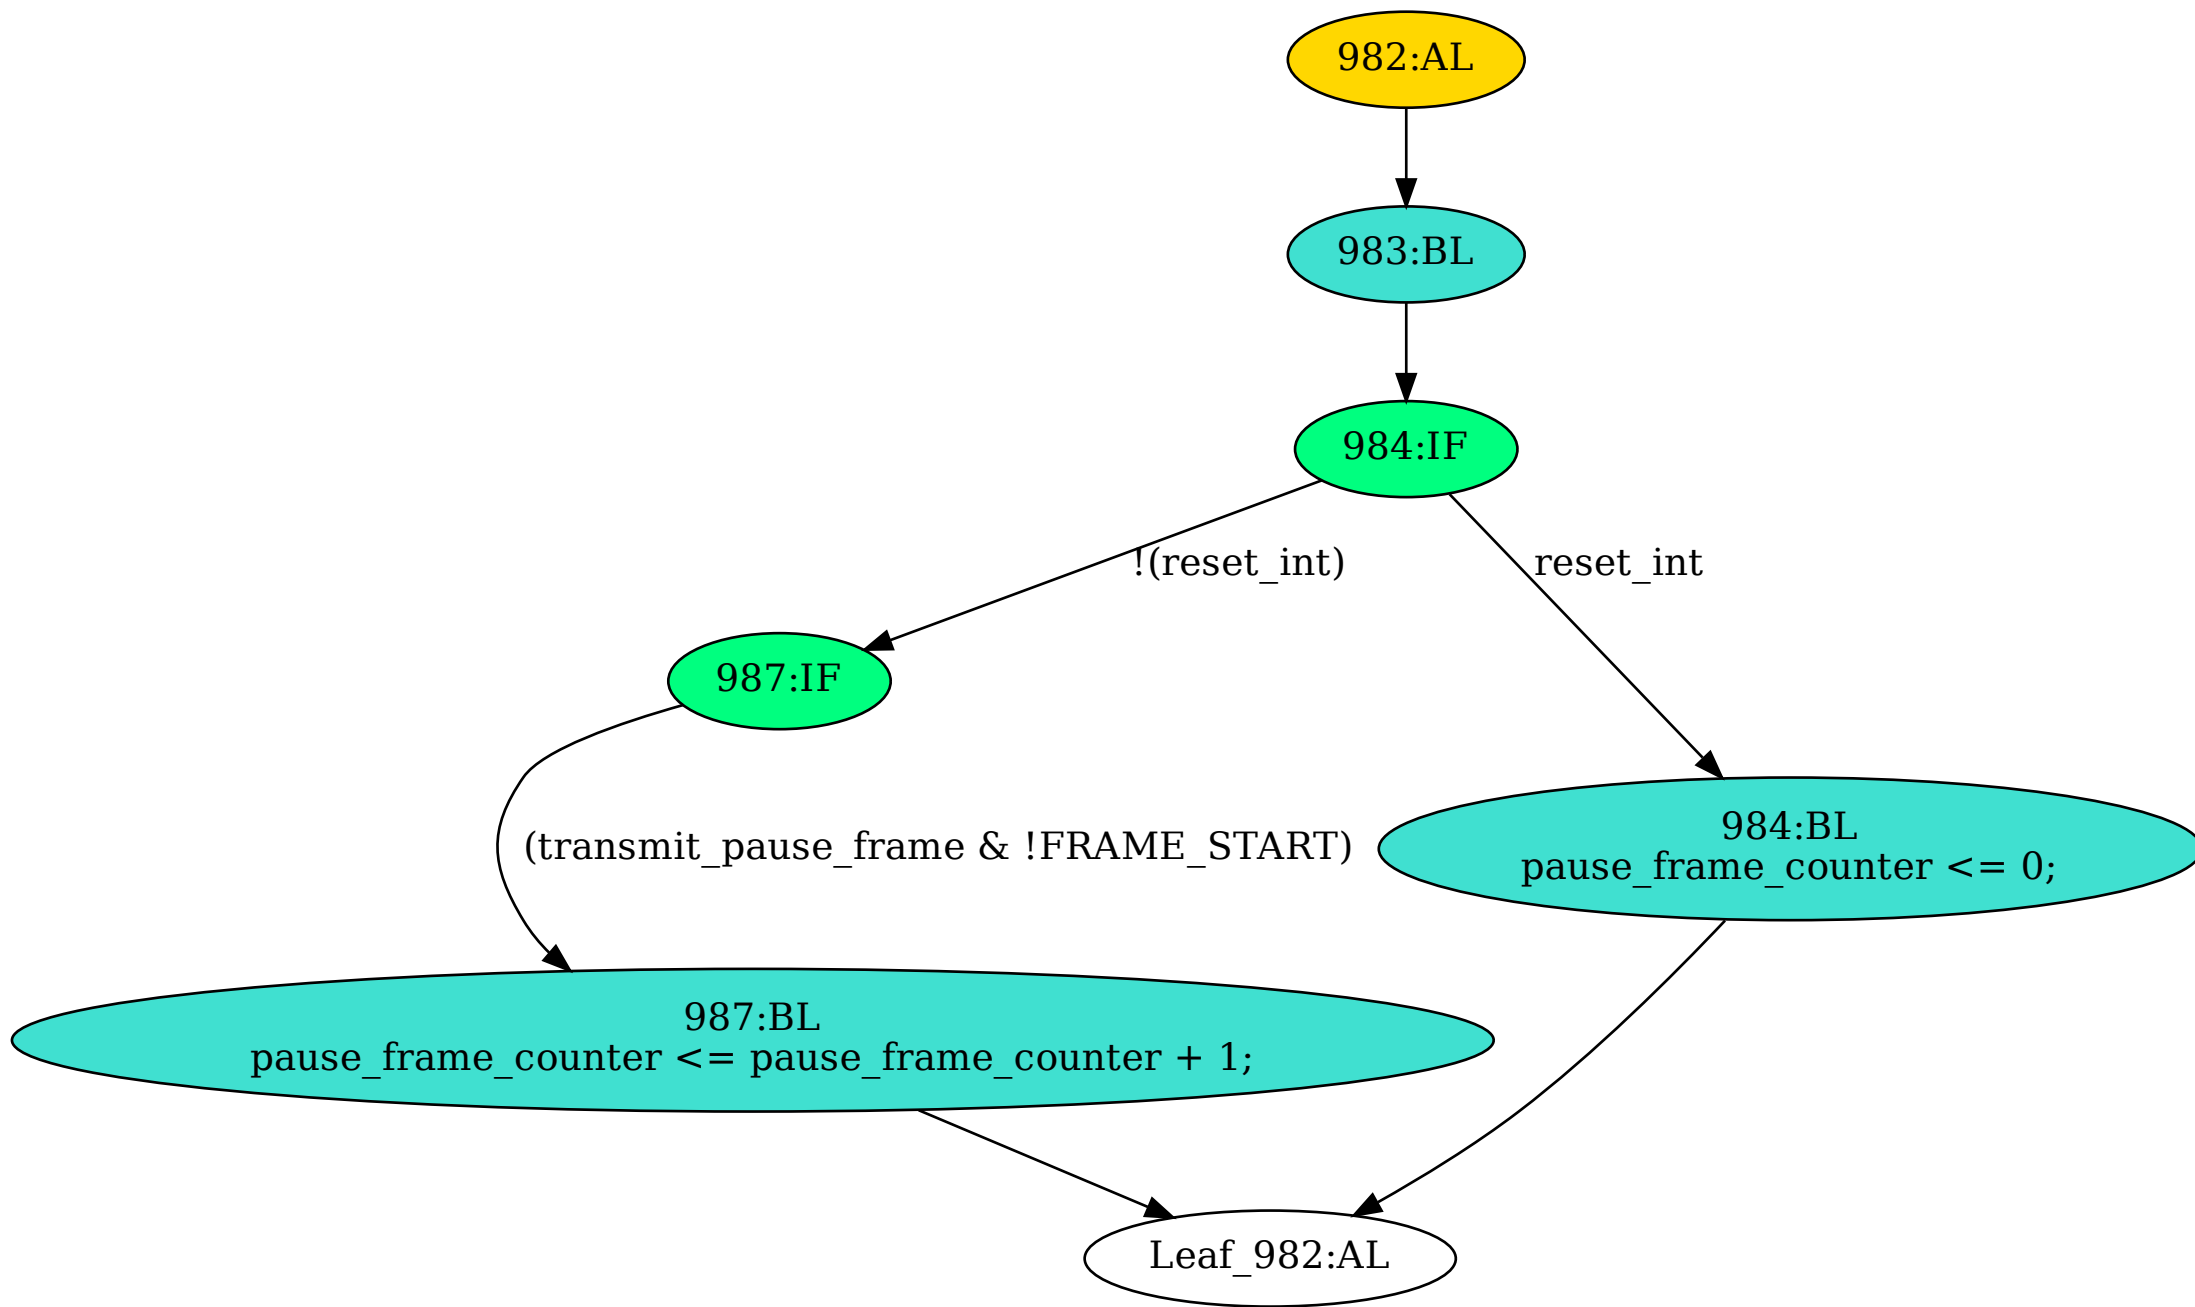 982:AL
983:BL
984:IF
!(reset_int)
reset_int
987:IF
(transmit_pause_frame & !FRAME_START)
984:BL
pause_frame_counter <= 0;
987:BL
pause_frame_counter <= pause_frame_counter + 1;
Leaf_982:AL